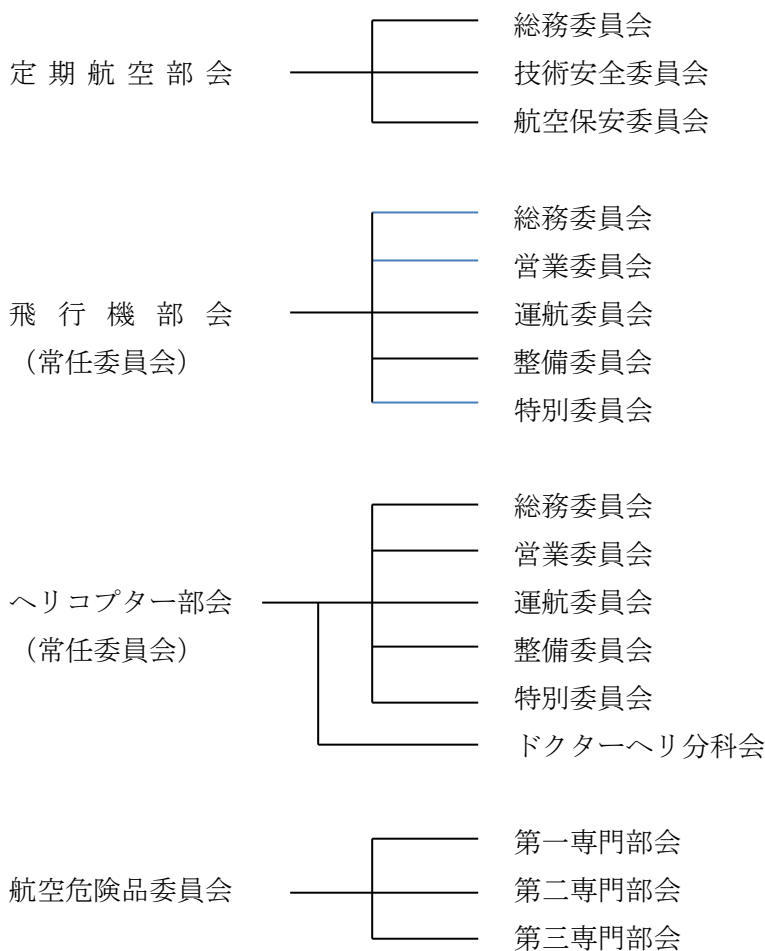 総務委員会
定期航空部会
技術安全委員会
航空保安委員会
総務委員会
営業委員会
飛行機部会
運航委員会
（常任委員会）
整備委員会
特別委員会
総務委員会
営業委員会
ヘリコプター部会
運航委員会
（常任委員会）
整備委員会
特別委員会
ドクターヘリ分科会
第一専門部会
航空危険品委員会
第二専門部会
第三専門部会